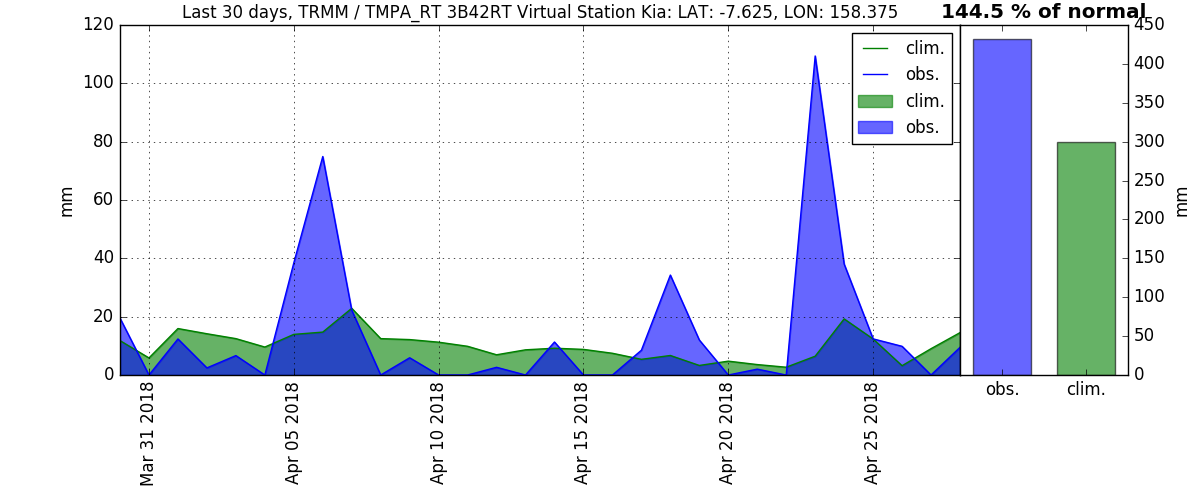 Last 30 days, TRMM / TMPA_RT 3B42RT Virtual Station Kia: LAT: -7.625, LON: 158.375
144.5 % of normal
120
100
80
60
40
20
0
mm
clim.
obs.
clim.
obs.
Mar 31 2018
Apr 05 2018
Apr 10 2018
Apr 15 2018
Apr 20 2018
Apr 25 2018
450
400
350
300
250
200
150
100
50
0
mm
obs.
clim.